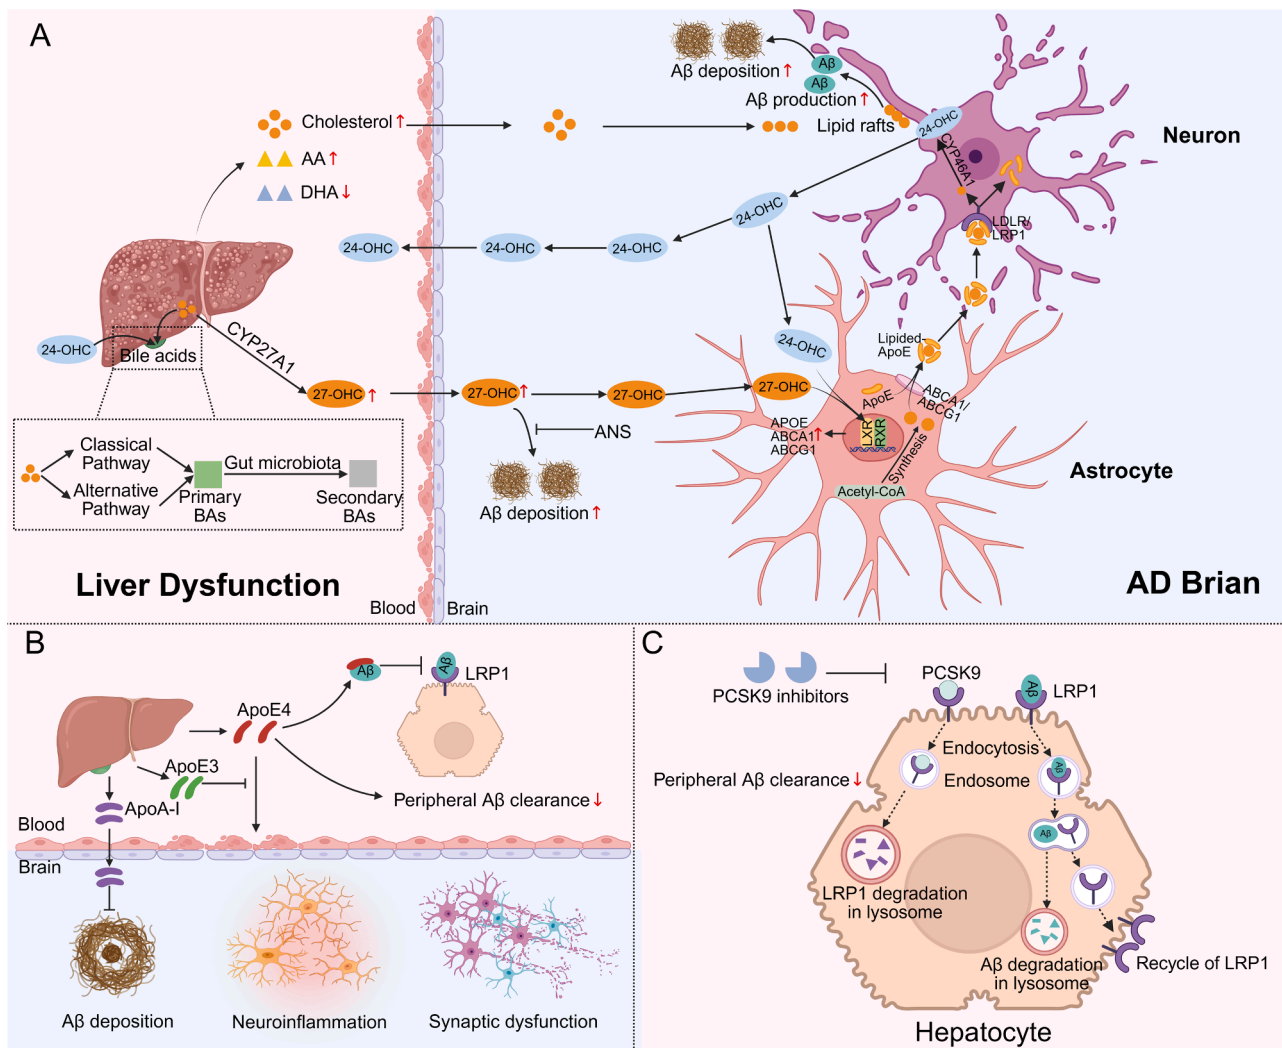 A
Cholesterol↑
AA↑
DHA↓
24-OHC
24-OHC
24-OHC
24-OHC
24-OHC
Bile acids
CYP27A1
27-OHC ↑
27-OHC↑
27-OHC
27-OHC
ANS
Aβ deposition↑
Classical
Pathway
Alternative
Pathway
Primary
BAs
Gut microbiota
Secondary
BAs
Liver Dysfunction
Blood
Brain
Aβ deposition↑
Aβ
Aβ
Aβ production↑
Lipid rafts
24-OHC
CYP46A1
LDLR/
LRP1
Neuron
24-OHC
Lipided-
ApoE
ABCA1/
ABCG1
ApoE
APOE
ABCA1↑
ABCG1
LXR
RXR
Synthesis
Acetyl-CoA
Astrocyte
AD Brian
B
ApoE4
ApoE3
ApoA-I
Aβ
Aβ
LRP1
Peripheral Aβ clearance↓
Blood
Brain
Aβ deposition
Neuroinflammation
Synaptic dysfunction
C
PCSK9 inhibitors
PCSK9
Aβ
LRP1
Endocytosis
Endosome
Peripheral Aβ clearance↓
Aβ
Aβ
LRP1 degradation
in lysosome
Aβ degradation
in lysosome
Recycle of LRP1
Hepatocyte